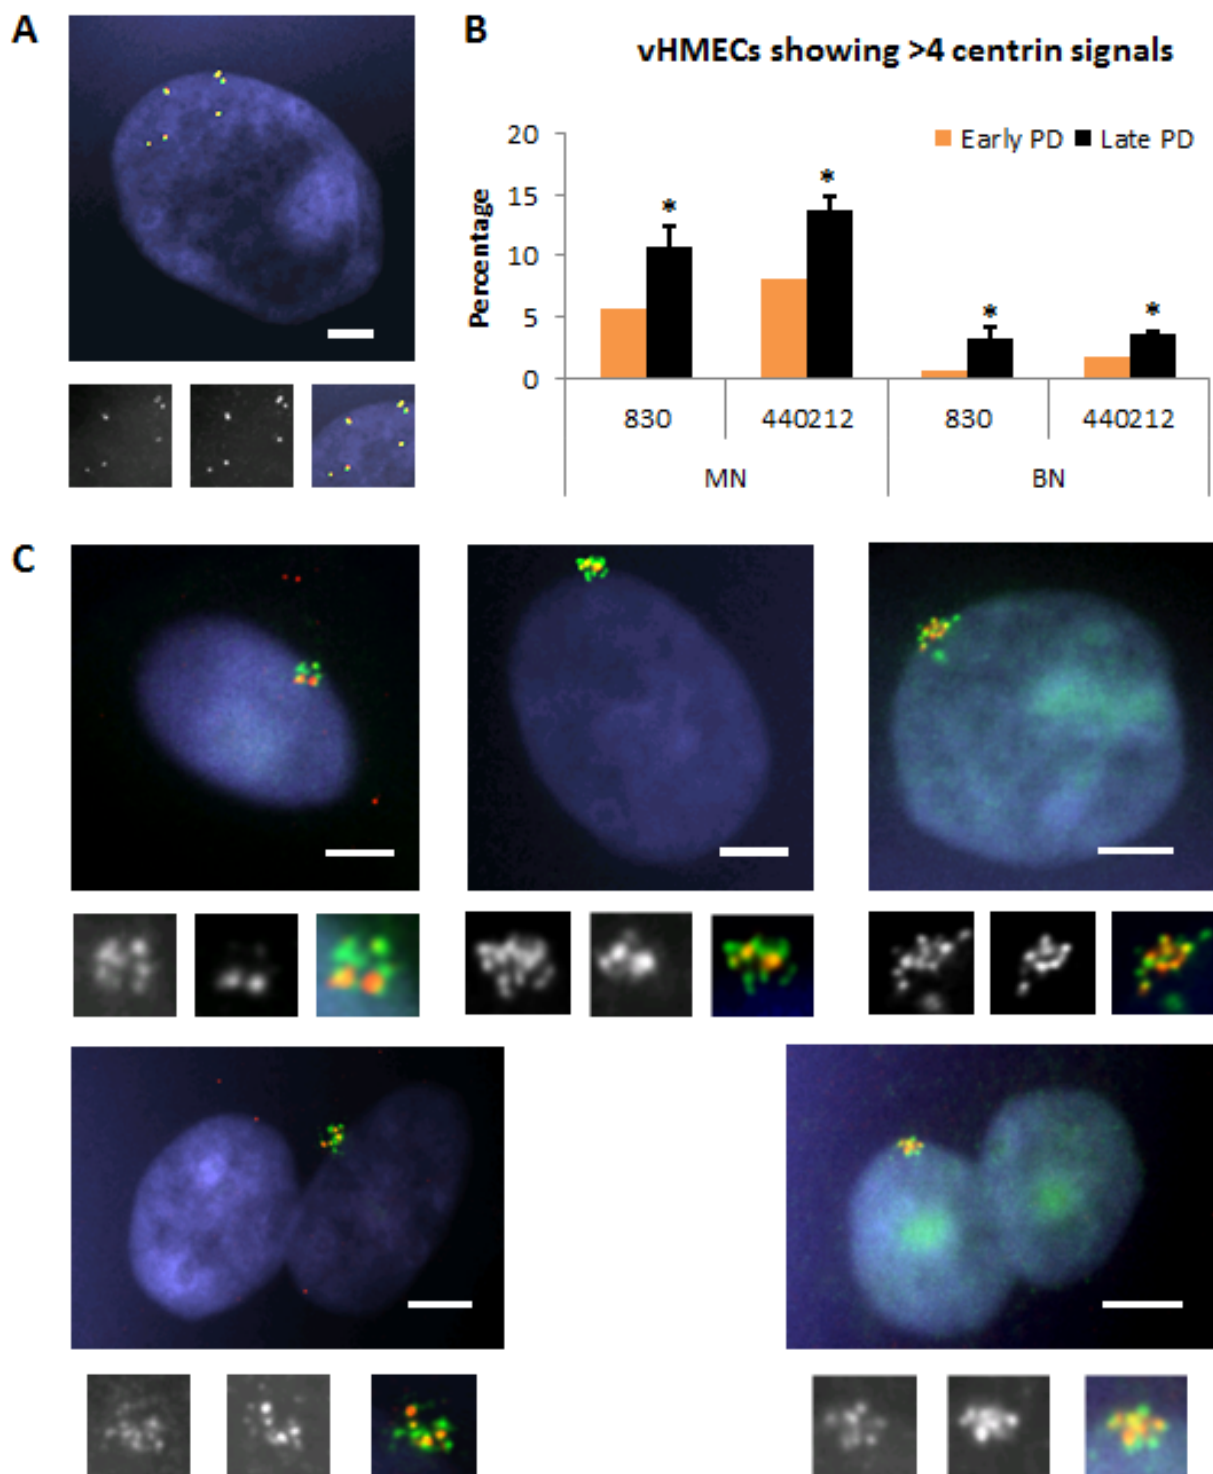 A
B
vHMECs showing >4 centrin signals
Early PD Late PD
Percentage
20
15
10
5
0
* * * *
830 440212 830 440212
MN BN
C